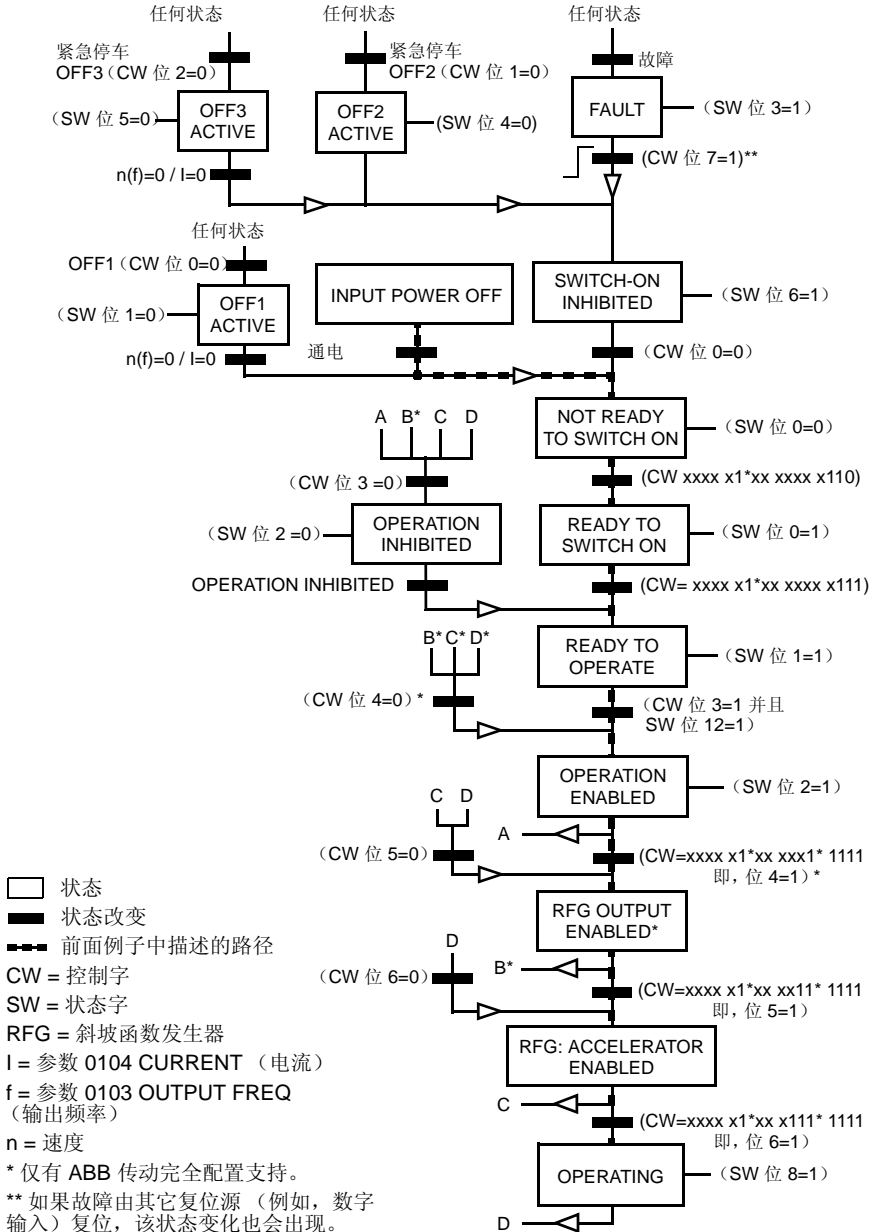 任何状态
任何状态
任何状态
紧急停车
OFF3（CW 位 2=0）
紧急停车
OFF2（CW 位 1=0）
故障
（SW 位 5=0）
OFF3
ACTIVE
OFF2
ACTIVE
(SW 位 4=0)
FAULT
（SW 位 3=1）
n(f)=0 / I=0
(CW 位 7=1)**
任何状态
OFF1（CW 位 0=0）
（SW 位 1=0）
OFF1
ACTIVE
INPUT POWER OFF
SWITCH-ON
INHIBITED
（SW 位 6=1）
n(f)=0 / I=0
通电
（CW 位 0=0）
A B* C D
NOT READY
TO SWITCH ON
（SW 位 0=0）
（CW 位 3 =0）
(CW xxxx x1*xx xxxx x110)
（SW 位 2 =0）
OPERATION
INHIBITED
READY TO
SWITCH ON
（SW 位 0=1）
OPERATION INHIBITED
(CW= xxxx x1*xx xxxx x111)
B* C* D*
READY TO
OPERATE
（SW 位 1=1）
（CW 位 4=0）*
（CW 位 3=1 并且
SW 位 12=1）
OPERATION
ENABLED
（SW 位 2=1）
C D
A
（CW 位 5=0）
(CW=xxxx x1*xx xxx1* 1111
即，位 4=1）*
RFG OUTPUT
ENABLED*
D
B*
（CW 位 6=0）
(CW=xxxx x1*xx xx11* 1111
即，位 5=1）
RFG: ACCELERATOR
ENABLED
C
(CW=xxxx x1*xx x111* 1111
即，位 6=1）
OPERATING
（SW 位 8=1）
D
状态
状态改变
前面例子中描述的路径
CW = 控制字
SW = 状态字
RFG = 斜坡函数发生器
I = 参数 0104 CURRENT （电流）
f = 参数 0103 OUTPUT FREQ
（输出频率）
n = 速度
* 仅有 ABB 传动完全配置支持。
** 如果故障由其它复位源 （例如，数字
输入）复位，该状态变化也会出现。